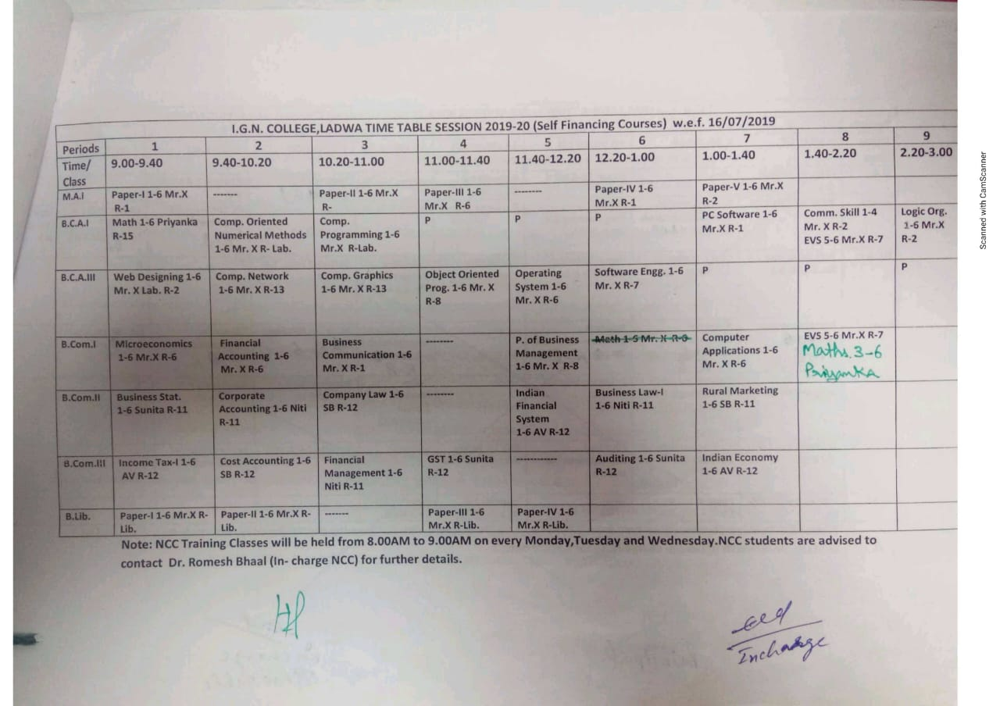 I.G.N. COLLEGE,LADWA TIME TABLE SESSION 2019-20 (Self Financing Courses) w.e.f. 16/07/2019
Periods 1 2 3 4 5 6 7 8 9
Time/ 9.00-9.40 9.40-10.20 10.20-11.00 11.00-11.40 11.40-12.20 12.20-1.00 1.00-1.40 1.40-2.20 2.20-3.00
Class
M.A.I Paper-I 1-6 Mr.X ------- Paper-II 1-6 Mr.X Paper-III 1-6 -------- Paper-IV 1-6 Paper-V 1-6 Mr.X
R-1 R- Mr.X R-6 Mr.X R-1 R-2
B.C.A.I Math 1-6 Priyanka Comp. Oriented Comp. P P P PC Software 1-6 Comm. Skill 1-4 Logic Org.
R-15 Numerical Methods Programming 1-6 Mr.X R-1 Mr. X R-2 1-6 Mr.X
1-6 Mr. X R- Lab. Mr.X R-Lab. EVS 5-6 Mr.X R-7 R-2
B.C.A.III Web Designing 1-6 Comp. Network Comp. Graphics Object Oriented Operating Software Engg. 1-6 P P P
Mr. X Lab. R-2 1-6 Mr. X R-13 1-6 Mr. X R-13 Prog. 1-6 Mr. X System 1-6 Mr. X R-7
R-8 Mr. X R-6
B.Com.I Microeconomics Financial Business -------- P. of Business Math 1-5 Mr. X R- Computer EVS 5-6 Mr.X R-7
1-6 Mr.X R-6 Accounting 1-6 Communication 1-6 Management Applications 1-6 Maths. 3-6
Mr. X R-6 Mr. X R-1 1-6 Mr. X R-8 Mr. X R-6 Priyanka
B.Com.II Business Stat. Corporate Company Law 1-6 -------- Indian Business Law-I Rural Marketing
1-6 Sunita R-11 Accounting 1-6 Niti SB R-12 Financial 1-6 Niti R-11 1-6 SB R-11
R-11 System
1-6 AV R-12
B.Com.III Income Tax-I 1-6 Cost Accounting 1-6 Financial GST 1-6 Sunita ------------ Auditing 1-6 Sunita Indian Economy
AV R-12 SB R-12 Management 1-6 R-12 R-12 1-6 AV R-12
Niti R-11
B.Lib. Paper-I 1-6 Mr.X R- Paper-II 1-6 Mr.X R- ------- Paper-III 1-6 Paper-IV 1-6
Lib. Lib. Mr.X R-Lib. Mr.X R-Lib.
Note: NCC Training Classes will be held from 8.00AM to 9.00AM on every Monday,Tuesday and Wednesday.NCC students are advised to
contact Dr. Romesh Bhaal (In- charge NCC) for further details.
Incharge
Scanned with CamScanner